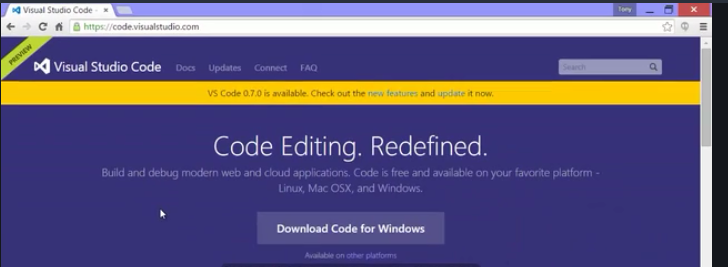 Visual Studio Code -
Tony
https://code.visualstudio.com
PREVIEW
Visual Studio Code Docs Updates Connect FAQ Search
VS Code 0.7.0 is available. Check out the new features and update it now.
Code Editing. Redefined.
Build and debug modern web and cloud applications. Code is free and available on your favorite platform -
Linux, Mac OSX, and Windows.
Download Code for Windows
Available on other platforms